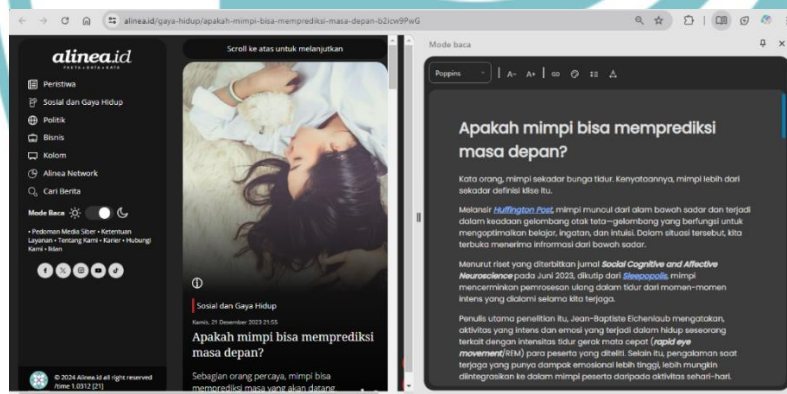 alinea.id/gaya-hidup/apakah-mimpi-bisa-memprediksi-masa-depan-b2icw9PwG
alinea.id
FAKTA • DATA • KATA
Peristiwa
Sosial dan Gaya Hidup
Politik
Bisnis
Kolom
Alinea Network
Cari Berita
Mode Baca
• Pedoman Media Siber • Ketentuan
Layanan • Tentang Kami • Karier • Hubungi
Kami • Iklan
© 2024 Alinea.id all right reserved
/time 1.0312 [21]
Scroll ke atas untuk melanjutkan
Sosial dan Gaya Hidup
Kamis, 21 Desember 2023 21:55
Apakah mimpi bisa memprediksi
masa depan?
Sebagian orang percaya, mimpi bisa
memprediksi masa yang akan datang
Mode baca
Poppins
A-
A+
Apakah mimpi bisa memprediksi
masa depan?
Kata orang, mimpi sekadar bunga tidur. Kenyataannya, mimpi lebih dari
sekadar definisi klise itu.
Melansir Huffington Post, mimpi muncul dari alam bawah sadar dan terjadi
dalam keadaan gelombang otak teta—gelombang yang berfungsi untuk
mengoptimalkan belajar, ingatan, dan intuisi. Dalam situasi tersebut, kita
terbuka menerima informasi dari bawah sadar.
Menurut riset yang diterbitkan jurnal Social Cognitive and Affective
Neuroscience pada Juni 2023, dikutip dari Sleepopolis, mimpi
mencerminkan pemrosesan ulang dalam tidur dari momen-momen
intens yang dialami selama kita terjaga.
Penulis utama penelitian itu, Jean-Baptiste Eichenlaub mengatakan,
aktivitas yang intens dan emosi yang terjadi dalam hidup seseorang
terkait dengan intensitas tidur gerak mata cepat (rapid eye
movement/REM) para peserta yang diteliti. Selain itu, pengalaman saat
terjaga yang punya dampak emosional lebih tinggi, lebih mungkin
diintegrasikan ke dalam mimpi peserta daripada aktivitas sehari-hari.